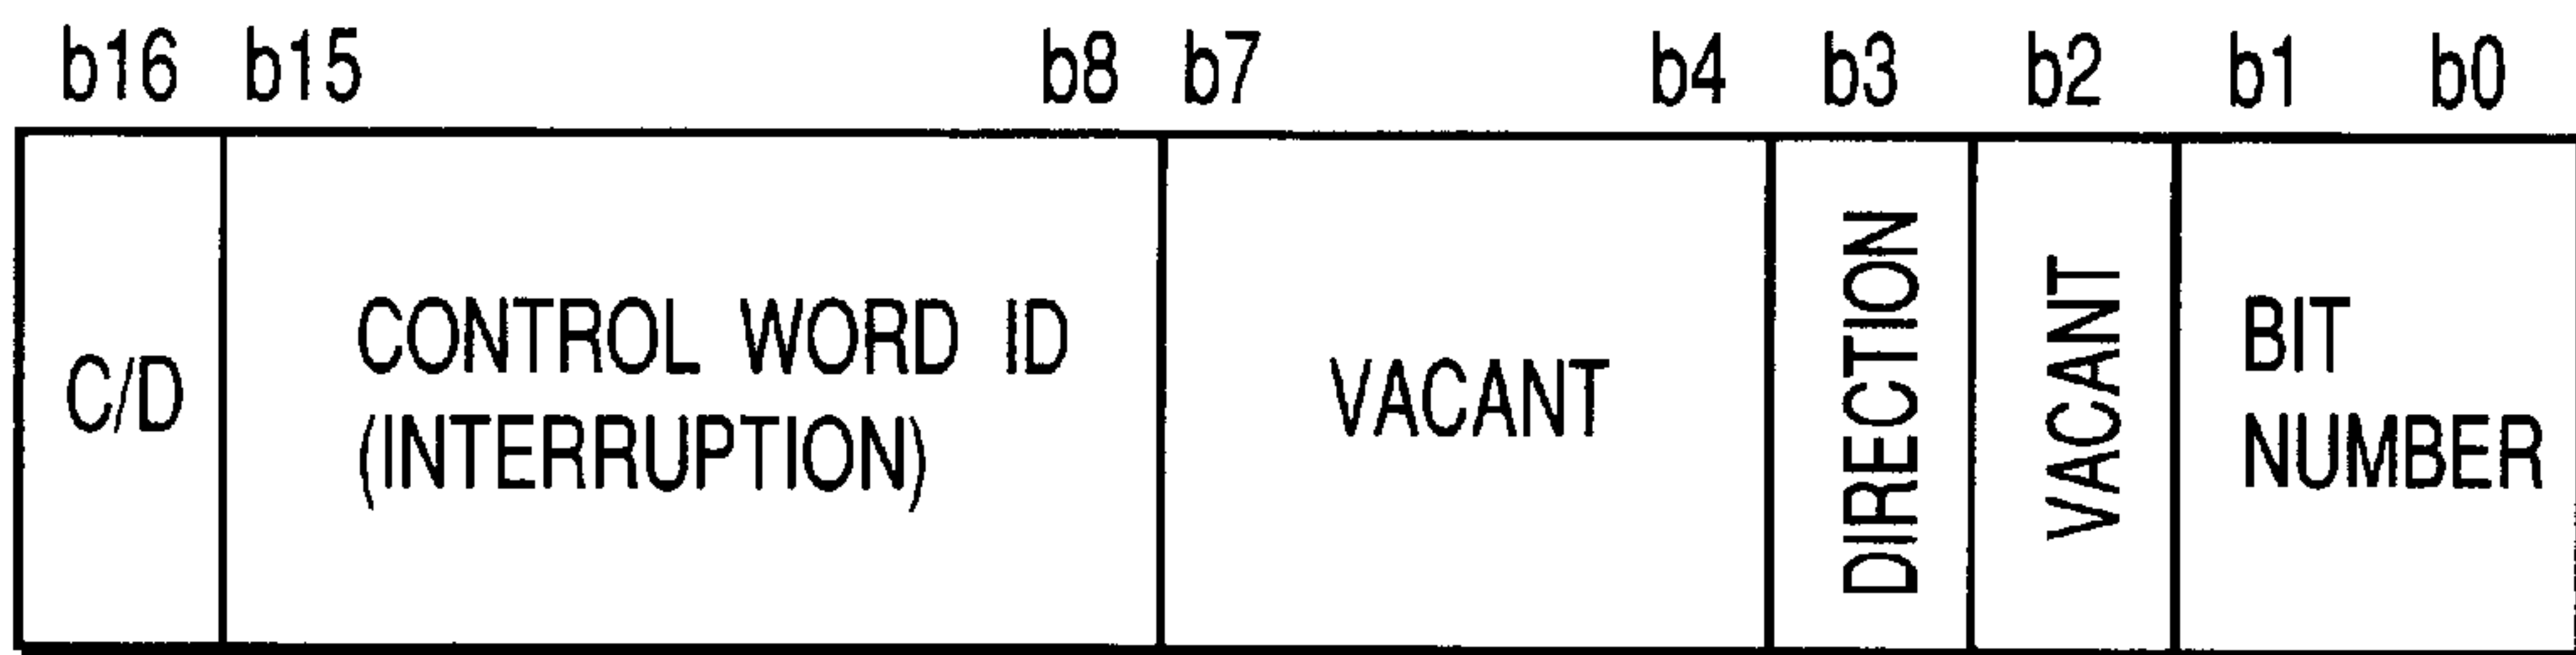 b16 b15 b8 b7 b4 b3 b2 b1 b0
C/D
CONTROL WORD ID
(INTERRUPTION)
VACANT
DIRECTION
VACANT
BIT
NUMBER